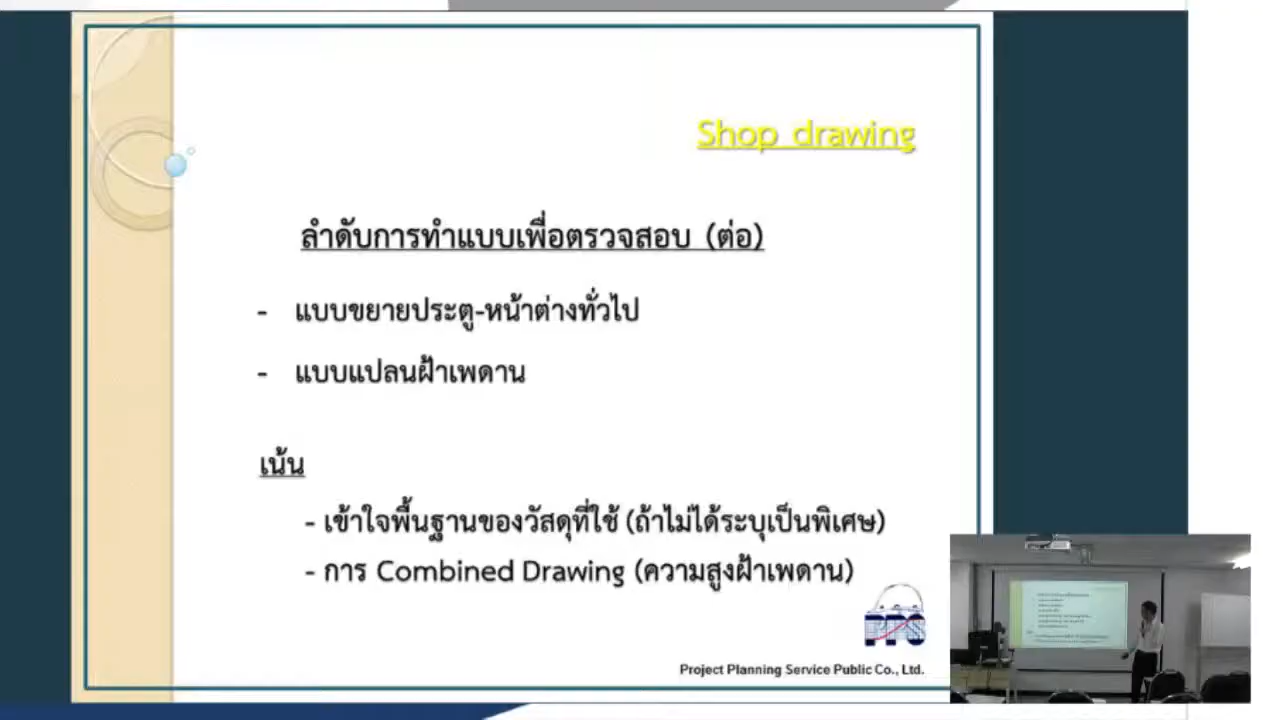 Shop drawing
ลำดับการทำแบบเพื่อตรวจสอบ (ต่อ)
- แบบขยายประตู-หน้าต่างทั่วไป
- แบบแปลนฝ้าเพดาน
เน้น
- เข้าใจพื้นฐานของวัสดุที่ใช้ (ถ้าไม่ได้ระบุเป็นพิเศษ)
- การ Combined Drawing (ความสูงฝ้าเพดาน)
PPS
Project Planning Service Public Co., Ltd.